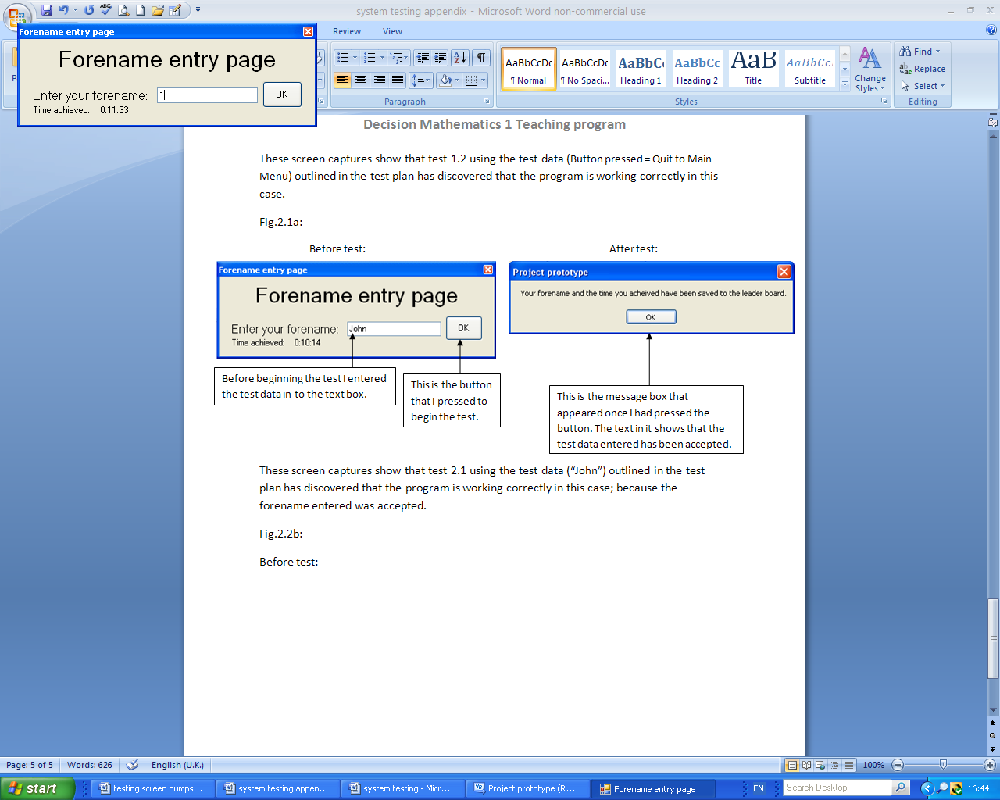 system testing appendix - Microsoft Word non-commercial use
Forename entry page
Forename entry page
Enter your forename: 1
OK
Time achieved: 0:11:33
Review View
AaBbCcDc AaBbCcDc AaBbC AaBbCc AaB AaBbCc.
¶ Normal ¶ No Spaci... Heading 1 Heading 2 Title Subtitle
Change
Styles
Find
Replace
Select
Paragraph Styles Editing
Decision Mathematics 1 Teaching program
These screen captures show that test 1.2 using the test data (Button pressed = Quit to Main
Menu) outlined in the test plan has discovered that the program is working correctly in this
case.
Fig.2.1a:
Before test: After test:
Forename entry page
Forename entry page
Enter your forename: John
OK
Time achieved: 0:10:14
Project prototype
Your forename and the time you acheived have been saved to the leader board.
OK
Before beginning the test I entered
the test data in to the text box.
This is the button
that I pressed to
begin the test.
This is the message box that
appeared once I had pressed the
button. The text in it shows that the
test data entered has been accepted.
These screen captures show that test 2.1 using the test data (“John”) outlined in the test
plan has discovered that the program is working correctly in this case; because the
forename entered was accepted.
Fig.2.2b:
Before test:
Page: 5 of 5 Words: 626 English (U.K.) 100%
start testing screen dumps... system testing appen... system testing - Micr... Project prototype (R... Forename entry page EN Search Desktop 16:44